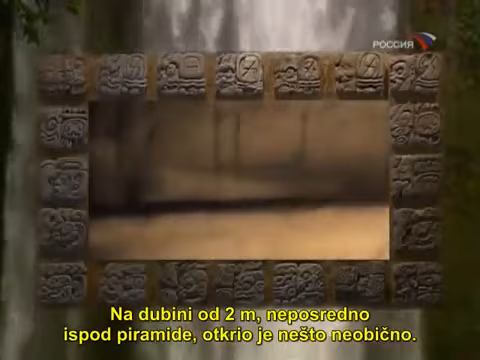 РОССИЯ
Na dubini od 2 m, neposredno
ispod piramide, otkrio je nešto neobično.